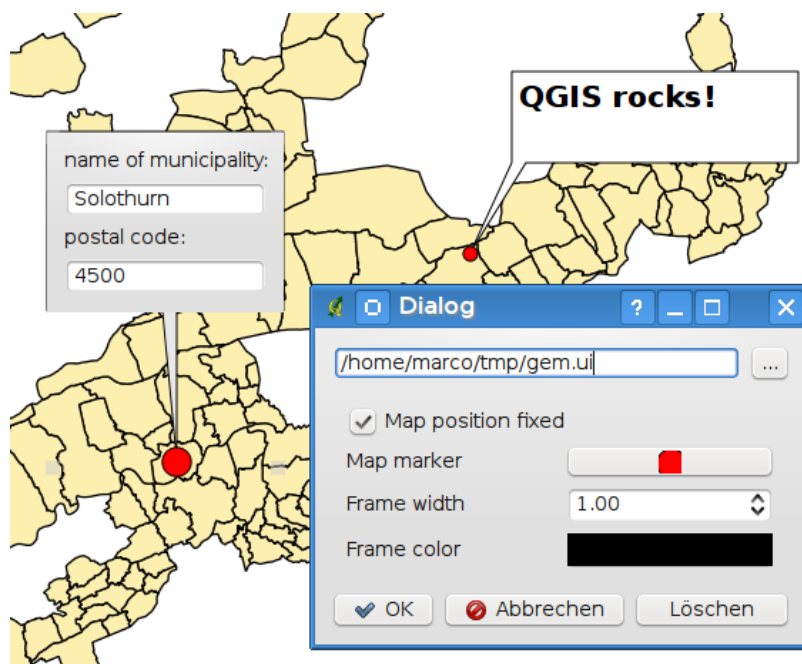 QGIS rocks!
name of municipality:
Solothurn
postal code:
4500
Dialog
?
/home/marco/tmp/gem.ui
...
Map position fixed
Map marker
Frame width
1.00
Frame color
OK
Abbrechen
Löschen